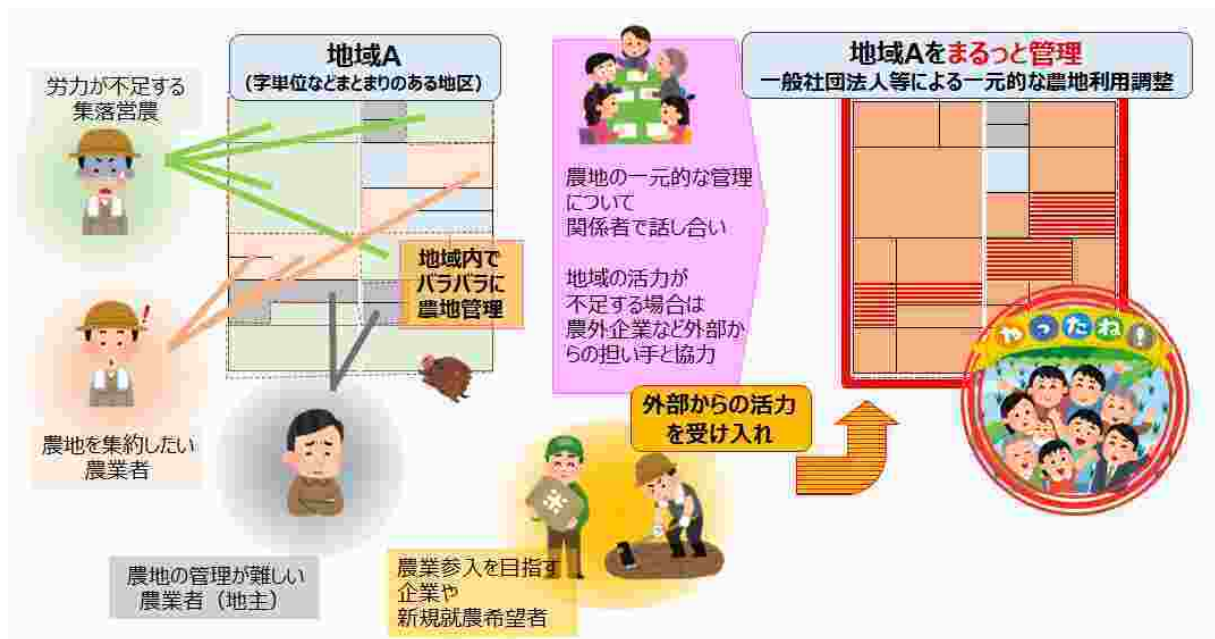 地域A
(字単位などまとまりのある地区)
労力が不足する
集落営農
地域内で
バラバラに
農地管理
農地を集約したい
農業者
農地の管理が難しい
農業者（地主）
農地の一元的な管理
について
関係者で話し合い
地域の活力が
不足する場合は
農外企業など外部か
らの担い手と協力
外部からの活力
を受け入れ
米
農業参入を目指す
企業や
新規就農希望者
地域Aをまるっと管理
一般社団法人等による一元的な農地利用調整
やったね！